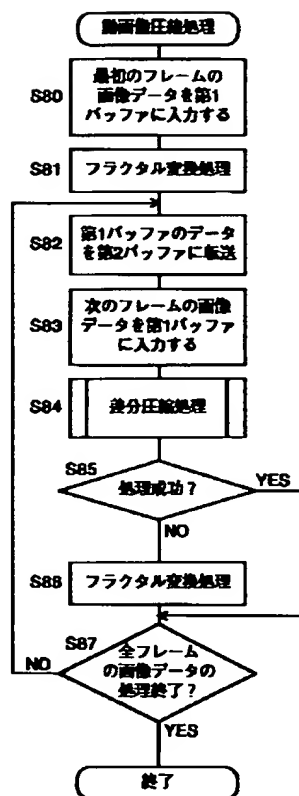 動画像圧縮処理
S80
最初のフレームの
画像データを第1
バッファに入力する
S81
フラクタル変換処理
S82
第1バッファのデータ
を第2バッファに転送
S83
次のフレームの画像
データを第1バッファ
に入力する
S84
差分圧縮処理
S85
処理成功？
YES
NO
S86
フラクタル変換処理
S87
全フレーム
の画像データの
処理終了？
NO
YES
終了